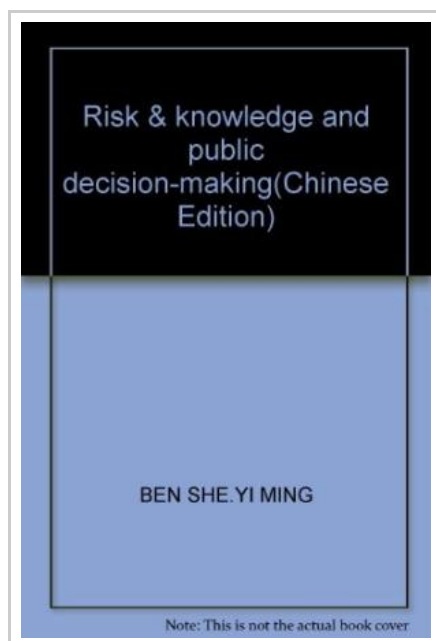 Risk & knowledge and
public
decision-making(Chinese
Edition)
BEN SHE.YI MING
Note: This is not the actual book cover